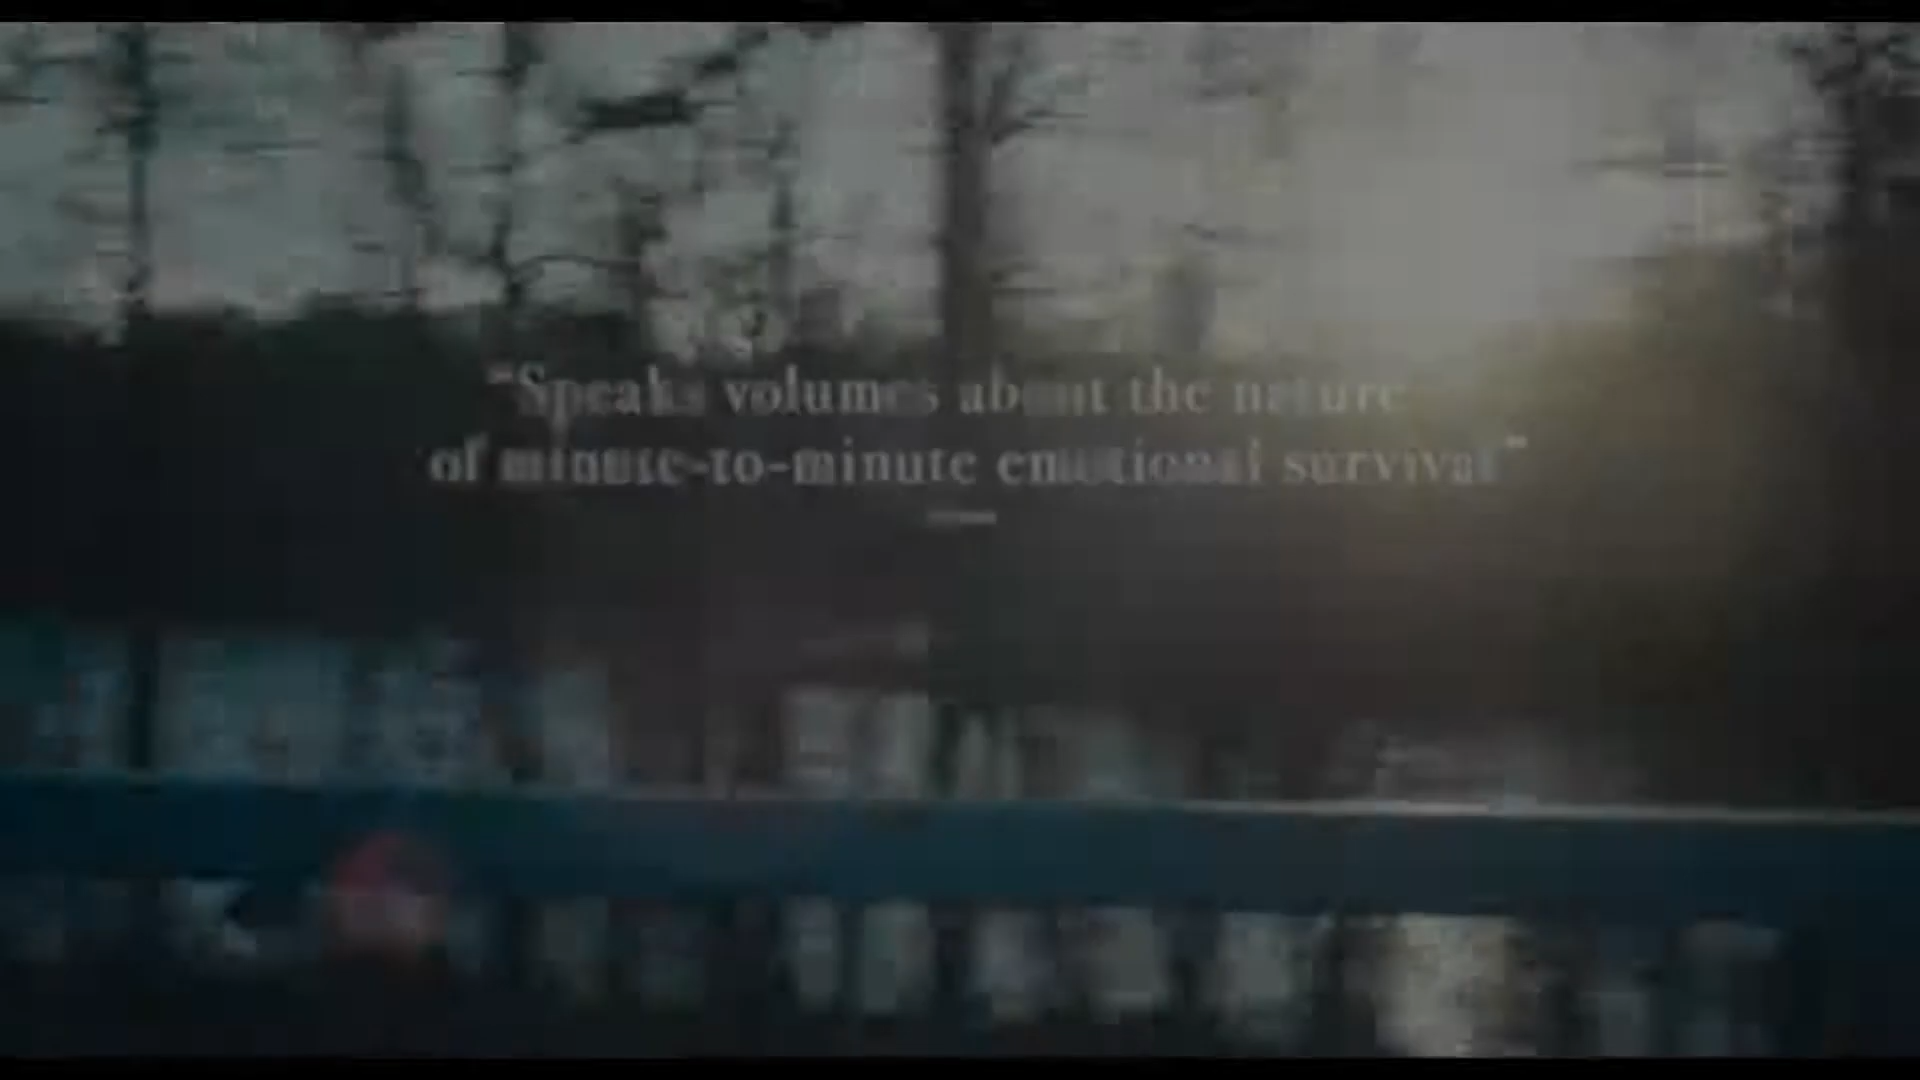 “Speaks volumes about the nature
of minute-to-minute emotional survival”